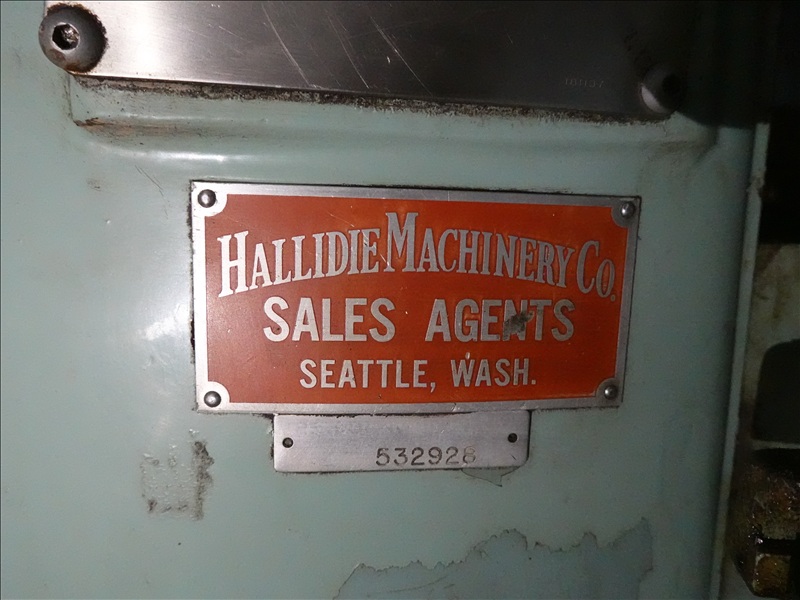 HALLIDIE MACHINERY CO.
SALES AGENTS
SEATTLE, WASH.
532928